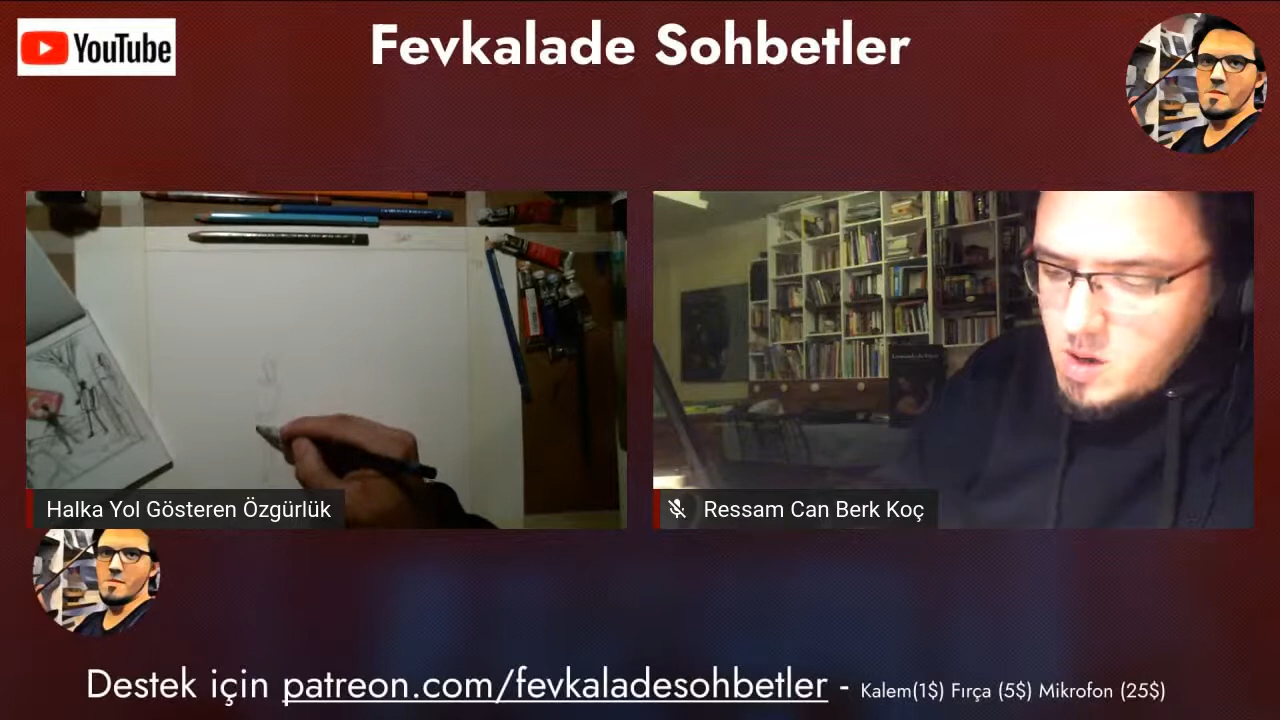 YouTube
Fevkalade Sohbetler
Halka Yol Gösteren Özgürlük
Ressam Can Berk Koç
Destek için patreon.com/fevkaladesohbetler - Kalem(1$) Fırça (5$) Mikrofon (25$)